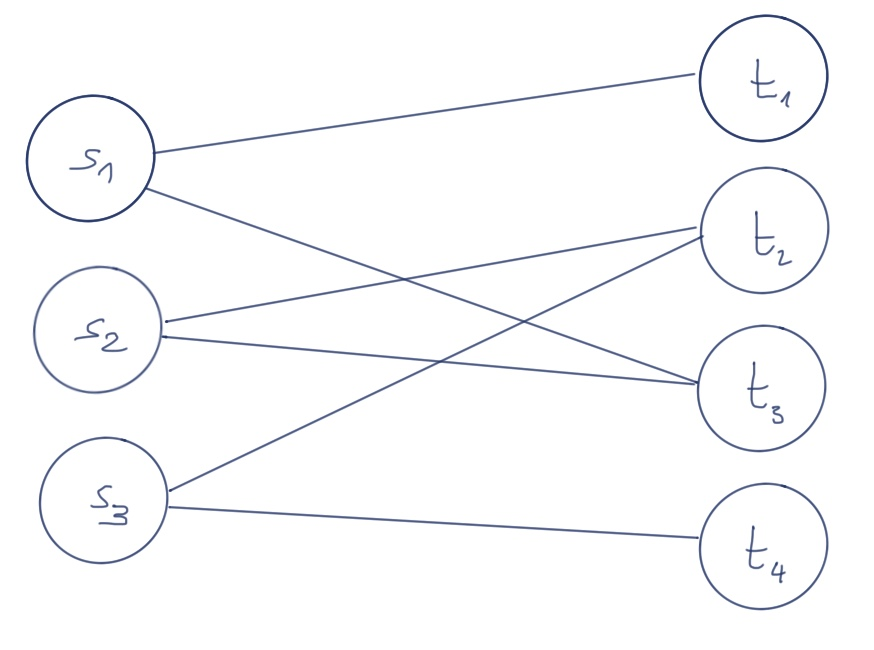 s₁
s₂
s₃
t₁
t₂
t₃
t₄